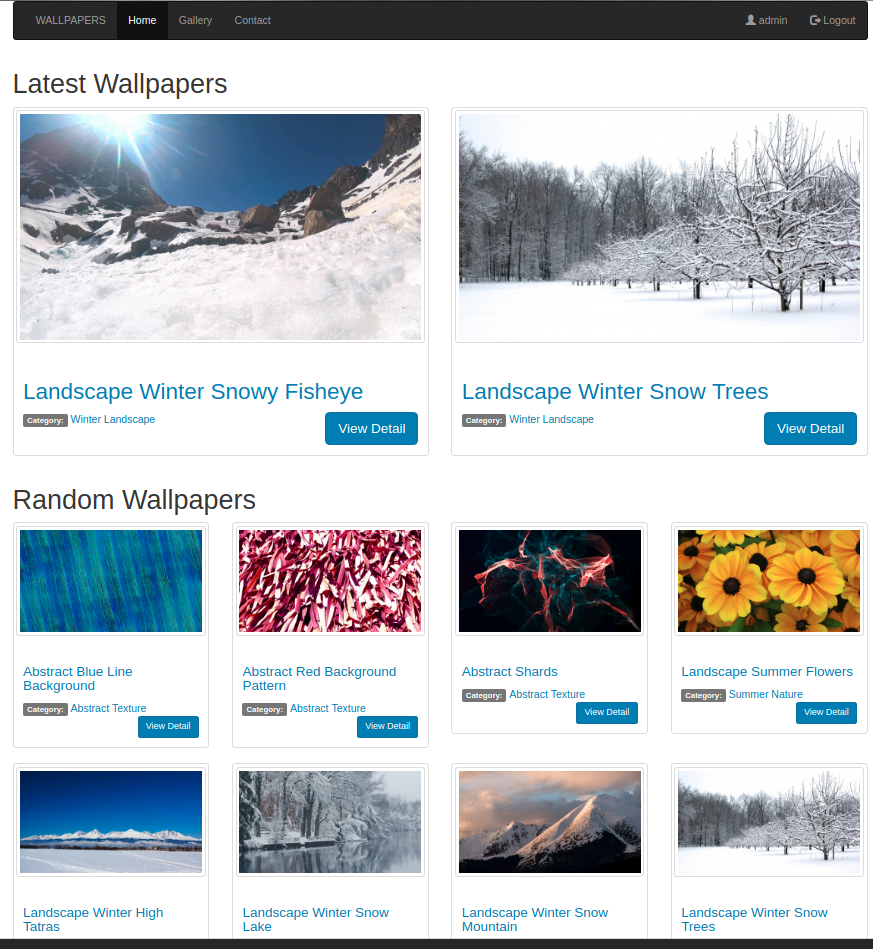 WALLPAPERS Home Gallery Contact admin Logout
Latest Wallpapers
Landscape Winter Snowy Fisheye
Category: Winter Landscape
View Detail
Landscape Winter Snow Trees
Category: Winter Landscape
View Detail
Random Wallpapers
Abstract Blue Line
Background
Category: Abstract Texture
View Detail
Abstract Red Background
Pattern
Category: Abstract Texture
View Detail
Abstract Shards
Category: Abstract Texture
View Detail
Landscape Summer Flowers
Category: Summer Nature
View Detail
Landscape Winter High
Tatras
Landscape Winter Snow
Lake
Landscape Winter Snow
Mountain
Landscape Winter Snow
Trees